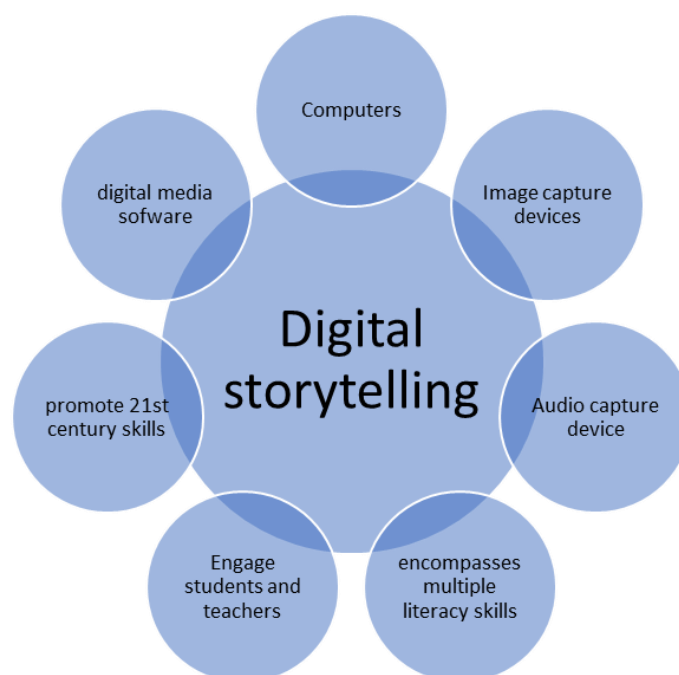 Computers
Image capture
devices
Audio capture
device
encompasses
multiple
literacy skills
Engage
students and
teachers
promote 21st
century skills
digital media
sofware
Digital
storytelling